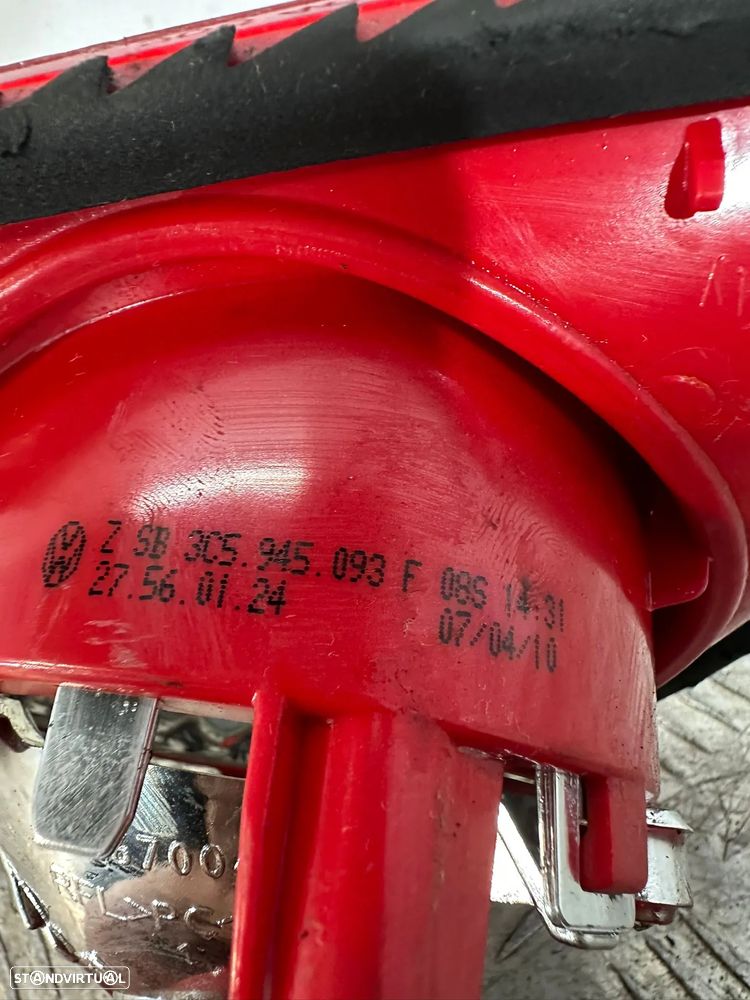 Z SB 3C5.945.093 F 08S 14:31
27.56.01.24 07/04/10
STANDVIRTUAL